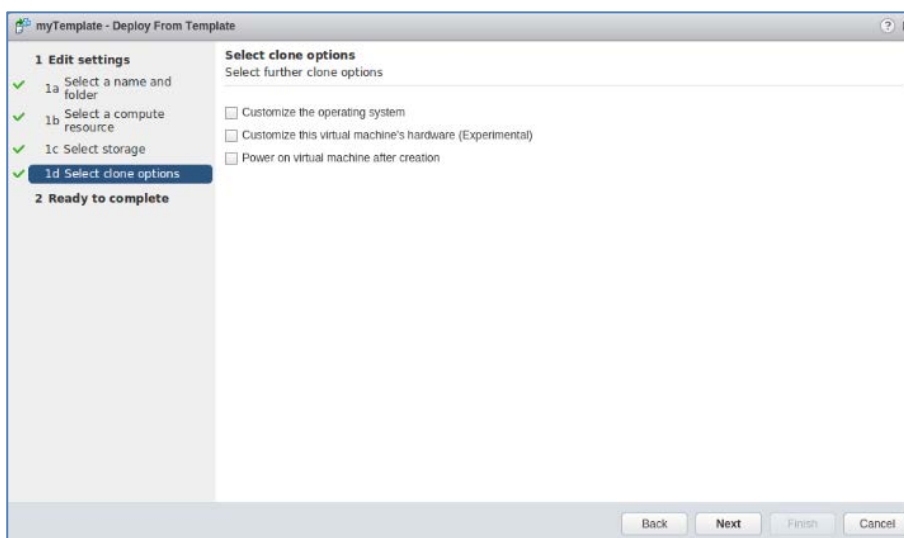 myTemplate - Deploy From Template
?
1 Edit settings
1a Select a name and
folder
1b Select a compute
resource
1c Select storage
1d Select clone options
2 Ready to complete
Select clone options
Select further clone options
Customize the operating system
Customize this virtual machine's hardware (Experimental)
Power on virtual machine after creation
Back Next Finish Cancel